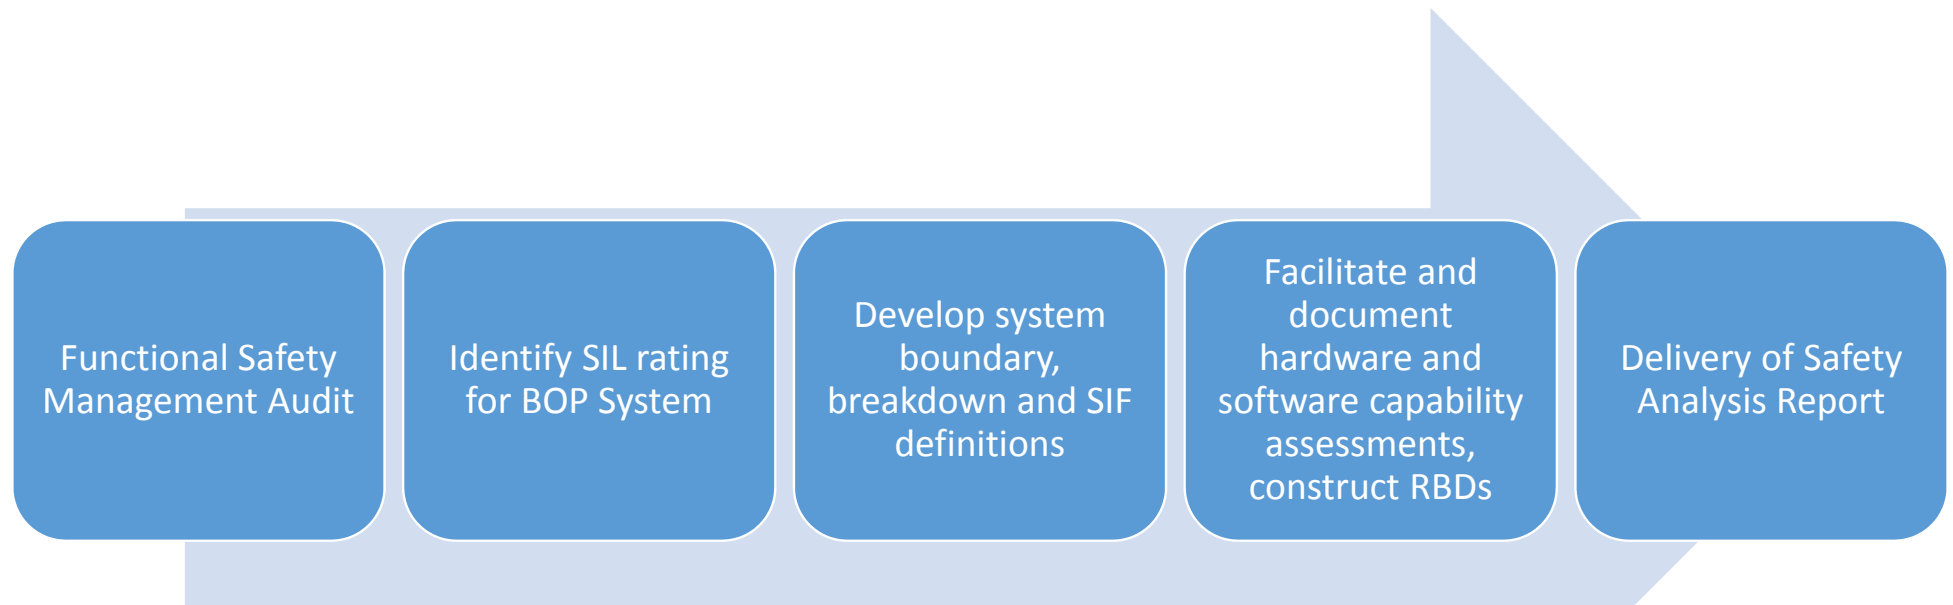 Functional Safety
Management Audit
Identify SIL rating
for BOP System
Develop system
boundary,
breakdown and SIF
definitions
Facilitate and
document
hardware and
software capability
assessments,
construct RBDs
Delivery of Safety
Analysis Report